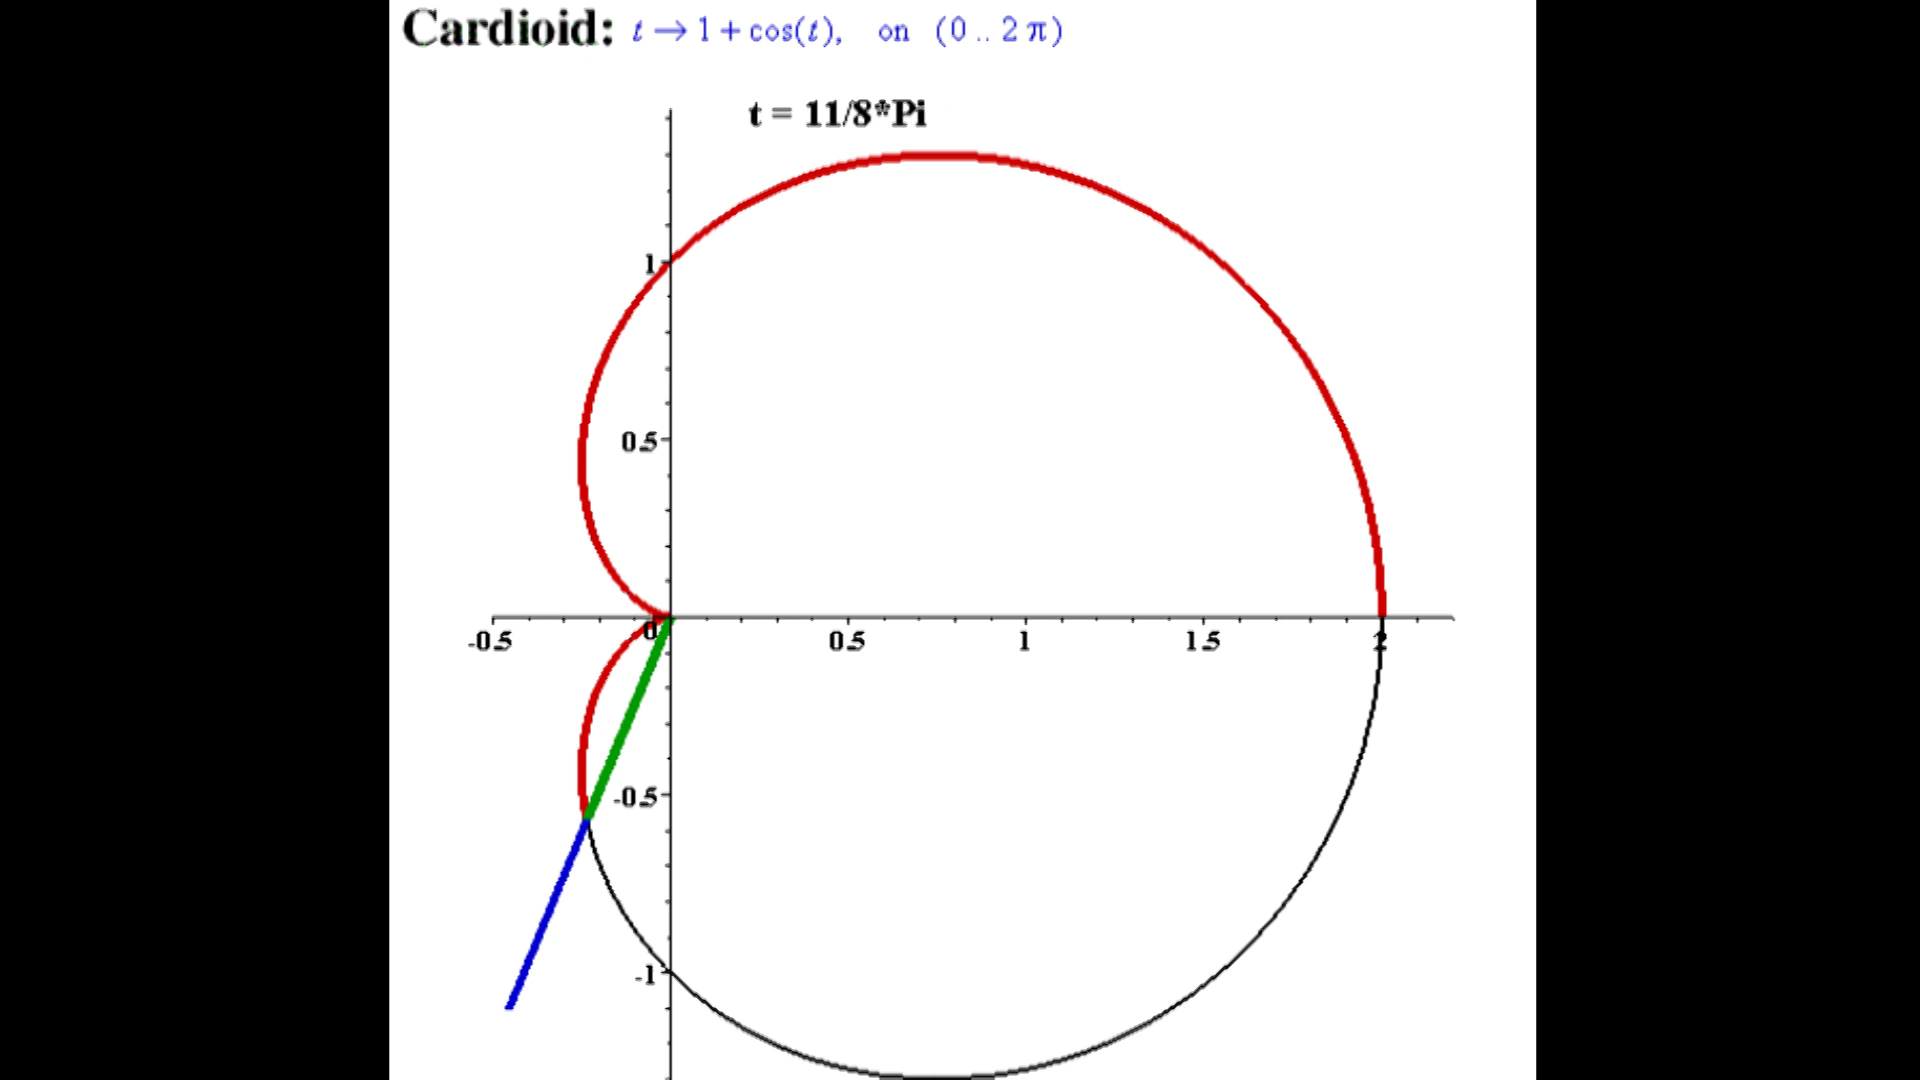 Cardioid: t → 1 + cos(t), on (0 .. 2 π)
t = 11/8*Pi
1
0.5
-0.5 0 0.5 1 1.5 2
-0.5
-1